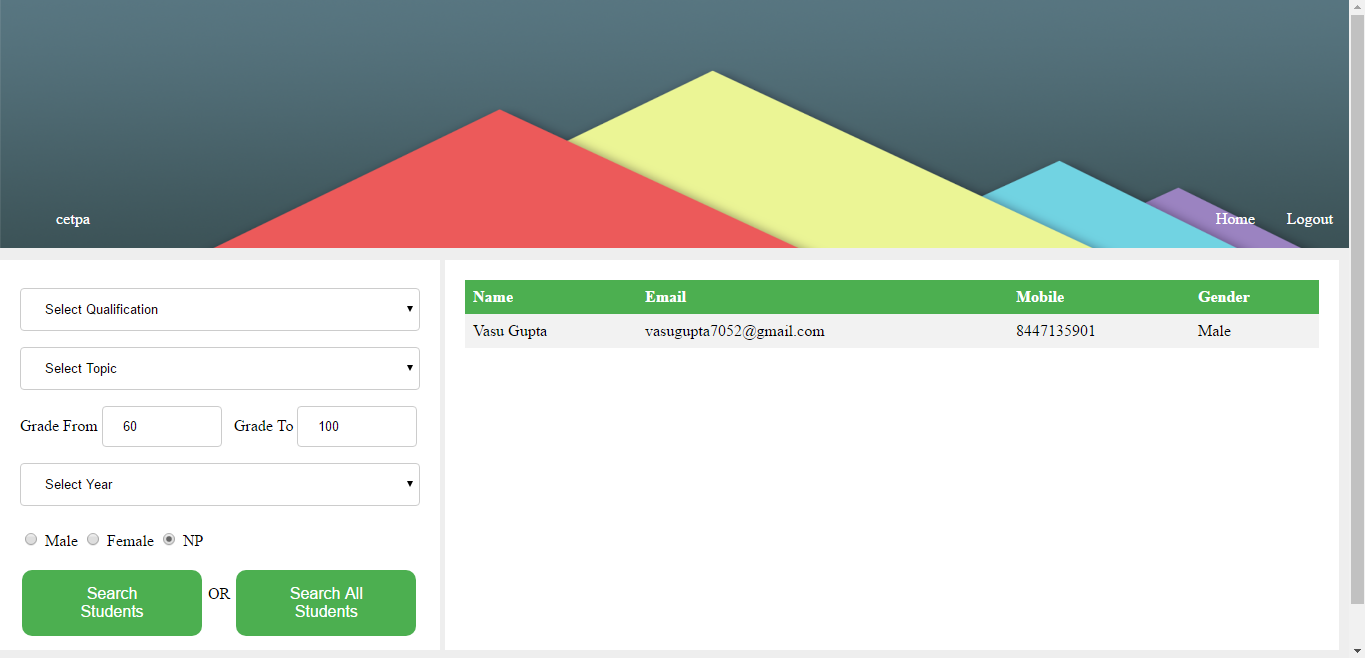 cetpa Home Logout
Select Qualification
Select Topic
Grade From 60 Grade To 100
Select Year
Male Female NP
Search Students OR Search All Students
Name Email Mobile Gender
Vasu Gupta vasugupta7052@gmail.com 8447135901 Male